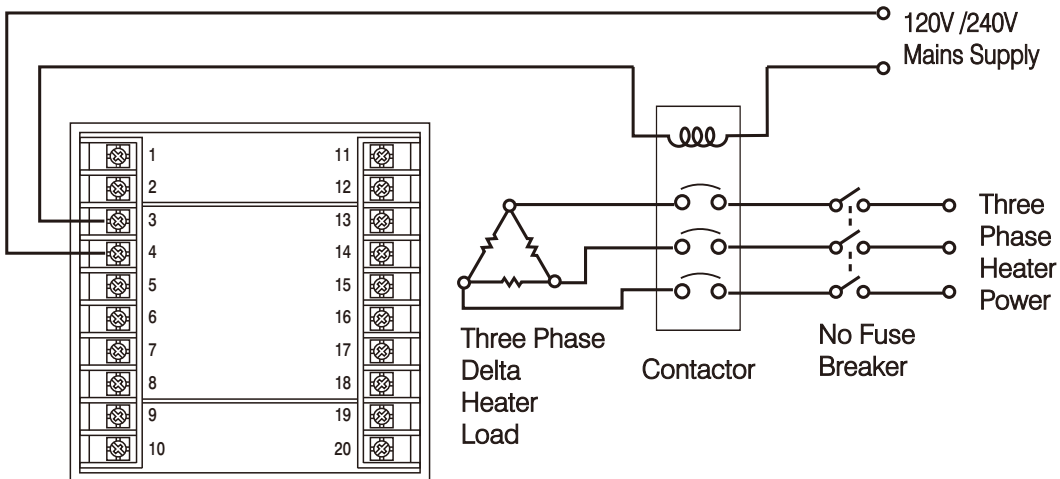 120V /240V
Mains Supply
1
2
3
4
5
6
7
8
9
10
11
12
13
14
15
16
17
18
19
20
Three Phase
Delta
Heater
Load
Contactor
No Fuse
Breaker
Three
Phase
Heater
Power